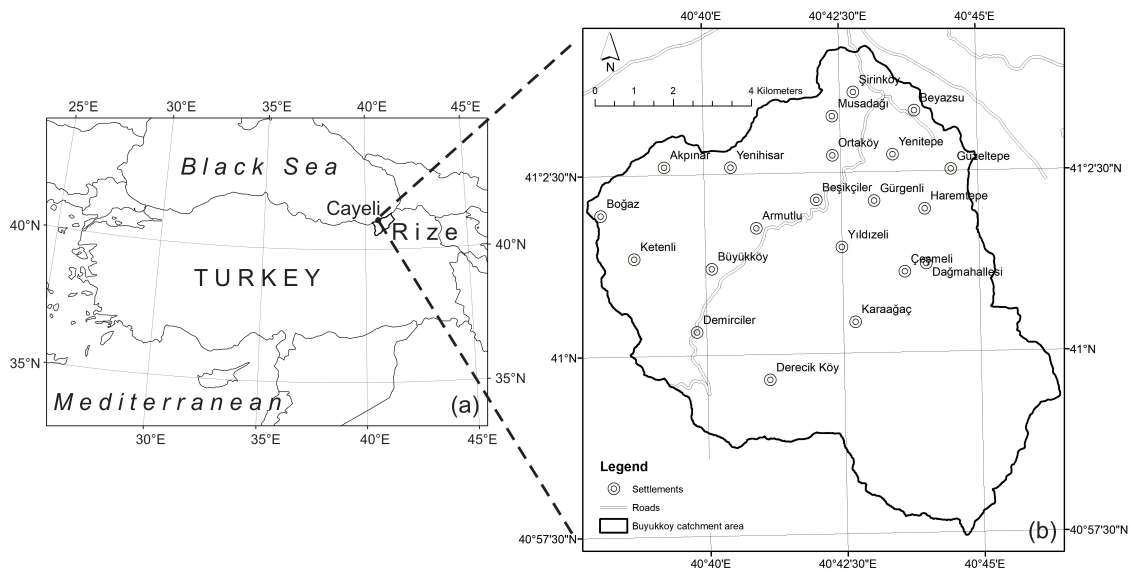 25°E 30°E 35°E 40°E 45°E
Black Sea
Cayeli
Rize
40°N
40°N
TURKEY
35°N
35°N
Mediterranean
(a)
30°E 35°E 40°E 45°E
40°40'E 40°42'30"E 40°45'E
N
0 1 2 4 Kilometers
Şirinköy
Musadağı
Beyazsu
Ortaköy
Yenitepe
Akpınar
Yenihisar
Güzeltepe
41°2'30"N
41°2'30"N
Beşikçiler
Gürgenli
Haremtepe
Boğaz
Armutlu
Yıldızeli
Ketenli
Büyükköy
Çeşmeli
Dağmahallesi
Karaağaç
Demirciler
41°N
41°N
Derecik Köy
Legend
Settlements
Roads
Buyukkoy catchment area
(b)
40°57'30"N
40°57'30"N
40°40'E 40°42'30"E 40°45'E